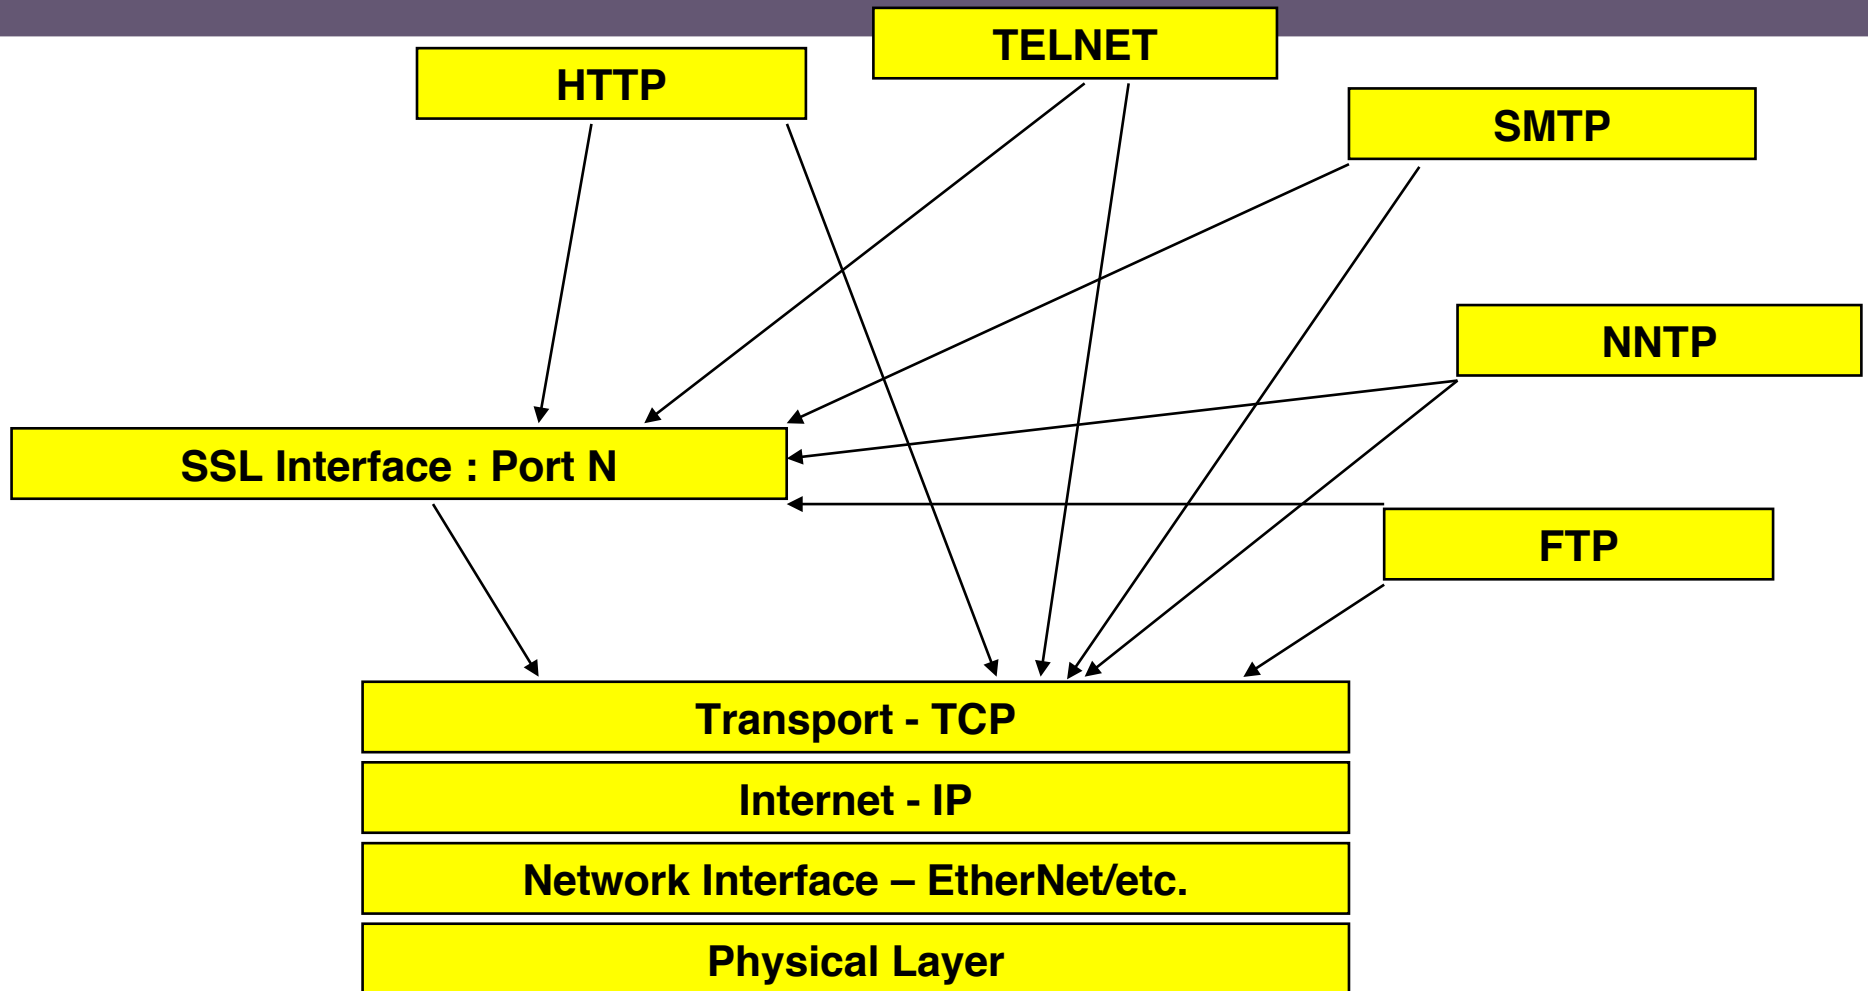 TELNET
HTTP
SMTP
NNTP
SSL Interface : Port N
FTP
Transport - TCP
Internet - IP
Network Interface – EtherNet/etc.
Physical Layer